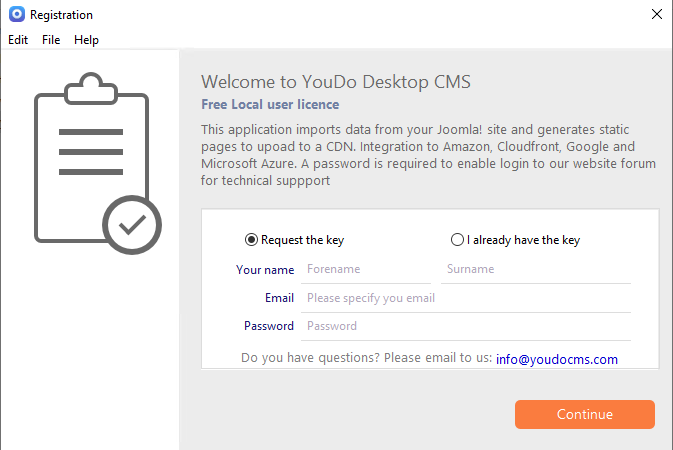 Registration
Edit File Help
Welcome to YouDo Desktop CMS
Free Local user licence
This application imports data from your Joomla! site and generates static
pages to upoad to a CDN. Integration to Amazon, Cloudfront, Google and
Microsoft Azure. A password is required to enable login to our website forum
for technical suppport
Request the key I already have the key
Your name Forename Surname
Email Please specify you email
Password Password
Do you have questions? Please email to us: info@youdocms.com
Continue